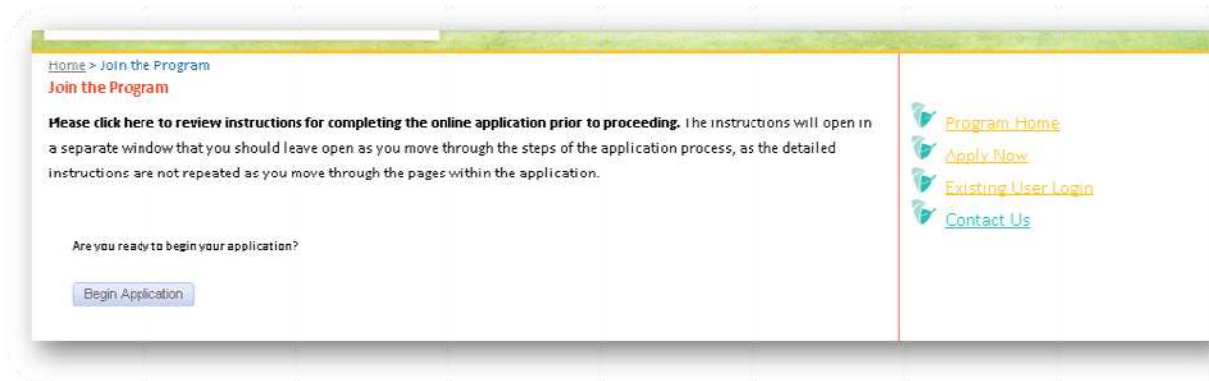 Home > Join the Program
Join the Program
Please click here to review instructions for completing the online application prior to proceeding. The instructions will open in
a separate window that you should leave open as you move through the steps of the application process, as the detailed
instructions are not repeated as you move through the pages within the application.
Are you ready to begin your application?
Begin Application
Program Home
Apply Now
Existing User Login
Contact Us